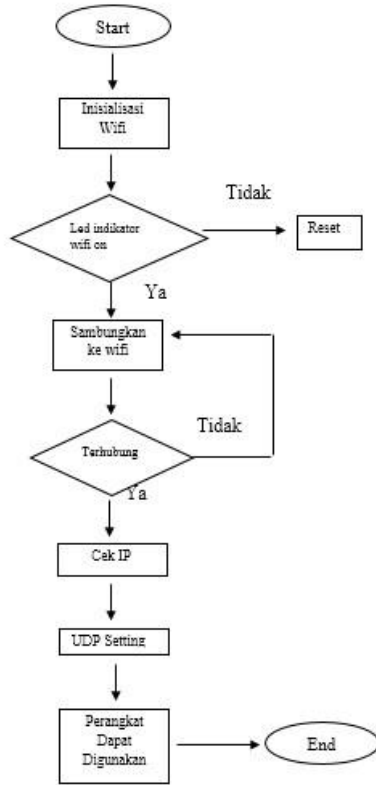 Start
Inisialisasi
Wifi
Tidak
Led indikator
wifi on
Reset
Ya
Sambungkan
ke wifi
Tidak
Terhubung
Ya
Cek IP
UDP Setting
Perangkat
Dapat
Digunakan
End